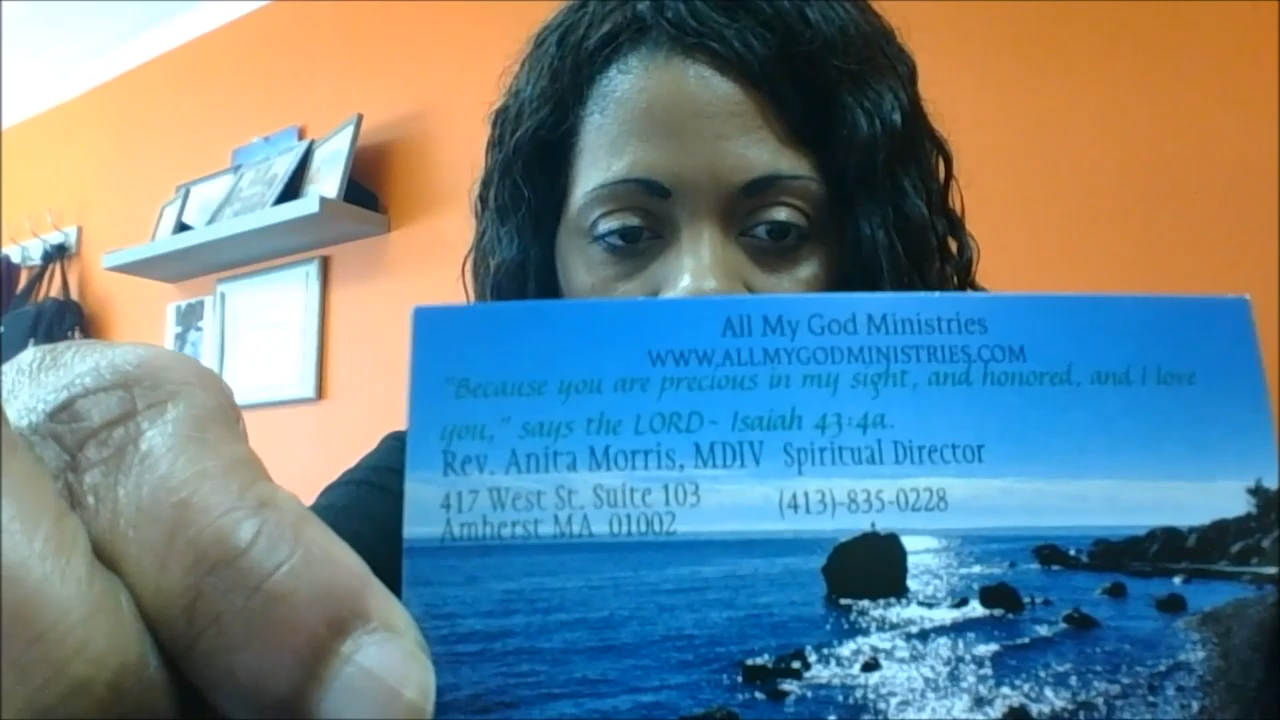 All My God Ministries
WWW.ALLMYGODMINISTRIES.COM
"Because you are precious in my sight, and honored, and I love
you," says the LORD- Isaiah 43:4a.
Rev. Anita Morris, MDIV Spiritual Director
417 West St. Suite 103 (413)-835-0228
Amherst MA 01002